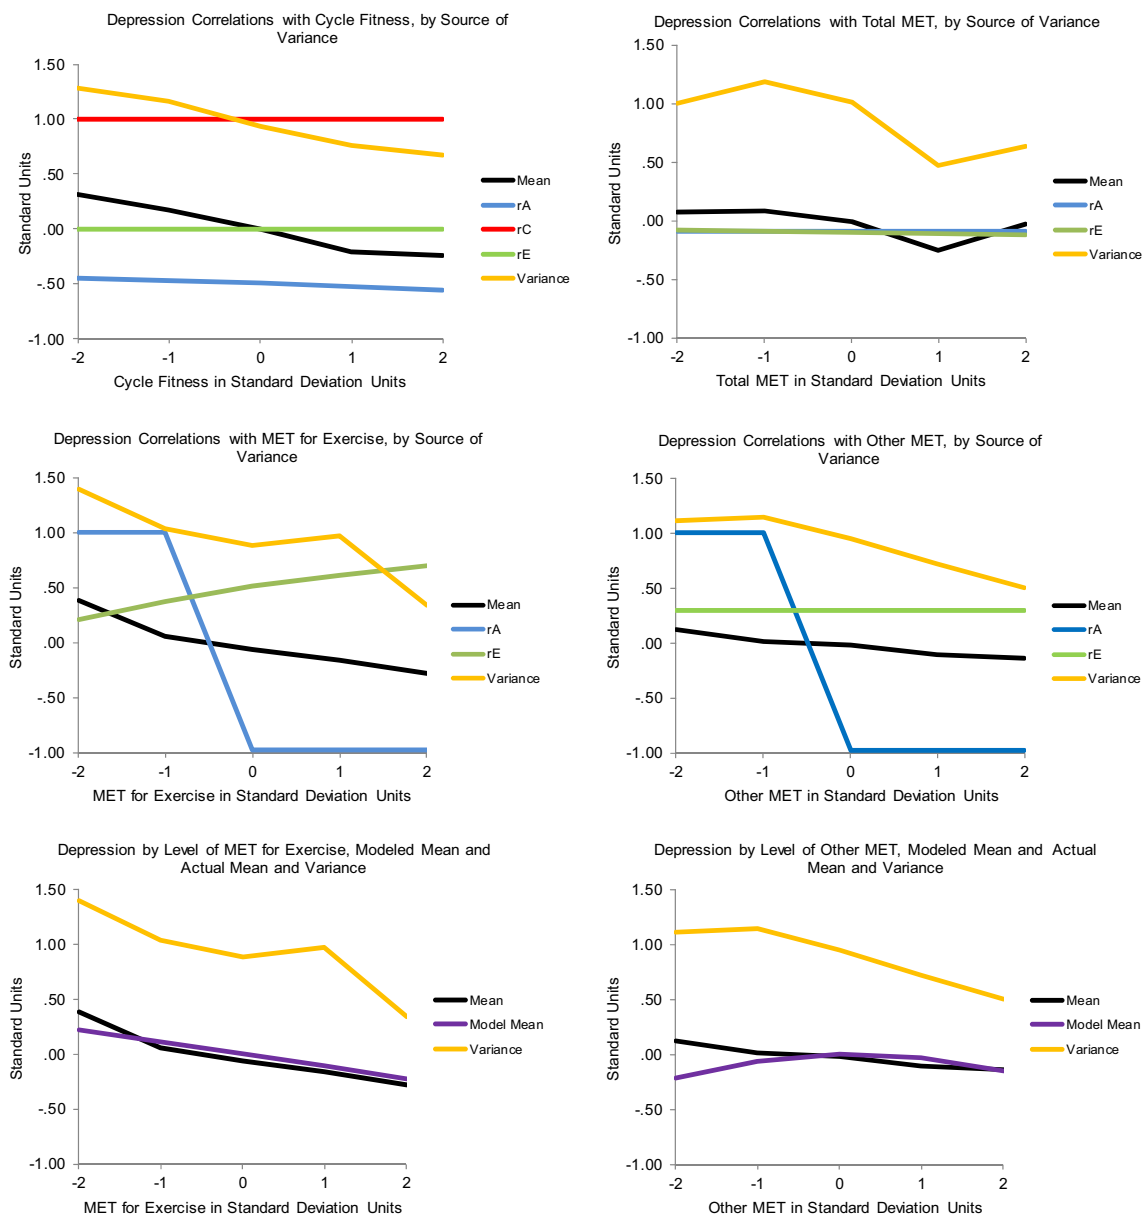 Depression Correlations with Cycle Fitness, by Source of
Variance
1.50
1.00
.50
.00
-.50
-1.00
Standard Units
-2 -1 0 1 2
Cycle Fitness in Standard Deviation Units
Mean
rA
rC
rE
Variance
Depression Correlations with Total MET, by Source of Variance
1.50
1.00
.50
.00
-.50
-1.00
Standard Units
-2 -1 0 1 2
Total MET in Standard Deviation Units
Mean
rA
rE
Variance
Depression Correlations with MET for Exercise, by Source of
Variance
1.50
1.00
.50
.00
-.50
-1.00
Standard Units
-2 -1 0 1 2
MET for Exercise in Standard Deviation Units
Mean
rA
rE
Variance
Depression Correlations with Other MET, by Source of
Variance
1.50
1.00
.50
.00
-.50
-1.00
Standard Units
-2 -1 0 1 2
Other MET in Standard Deviation Units
Mean
rA
rE
Variance
Depression by Level of MET for Exercise, Modeled Mean and
Actual Mean and Variance
1.50
1.00
.50
.00
-.50
-1.00
Standard Units
-2 -1 0 1 2
MET for Exercise in Standard Deviation Units
Mean
Model Mean
Variance
Depression by Level of Other MET, Modeled Mean and Actual
Mean and Variance
1.50
1.00
.50
.00
-.50
-1.00
Standard Units
-2 -1 0 1 2
Other MET in Standard Deviation Units
Mean
Model Mean
Variance